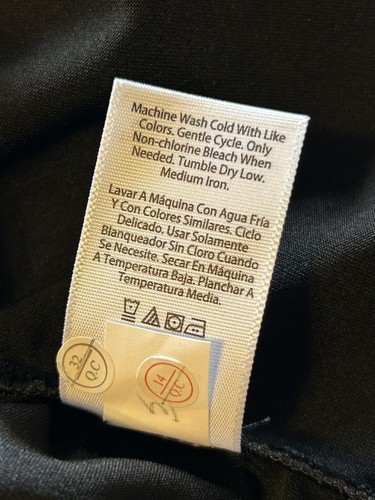 Machine Wash Cold With Like
Colors. Gentle Cycle. Only
Non-chlorine Bleach When
Needed. Tumble Dry Low.
Medium Iron.
Lavar A Máquina Con Agua Fría
Y Con Colores Similares. Ciclo
Delicado. Usar Solamente
Blanqueador Sin Cloro Cuando
Se Necesite. Secar En Máquina
A Temperatura Baja. Planchar A
Temperatura Media.
32
Q.C
14
Q.C